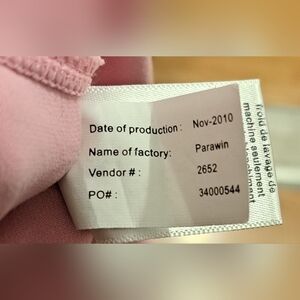 Date of production : Nov-2010
Name of factory: Parawin
Vendor # : 2652
PO# : 34000544
froid de lavage de
machine seulement